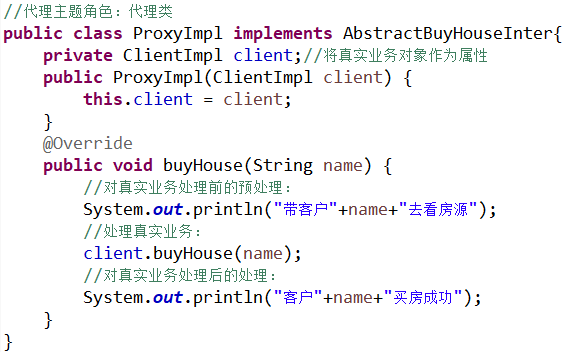 //代理主题角色：代理类
public class ProxyImpl implements AbstractBuyHouseInter{
    private ClientImpl client;//将真实业务对象作为属性
    public ProxyImpl(ClientImpl client) {
        this.client = client;
    }
    @Override
    public void buyHouse(String name) {
        //对真实业务处理前的预处理：
        System.out.println("带客户"+name+"去看房源");
        //处理真实业务：
        client.buyHouse(name);
        //对真实业务处理后的处理：
        System.out.println("客户"+name+"买房成功");
    }
}